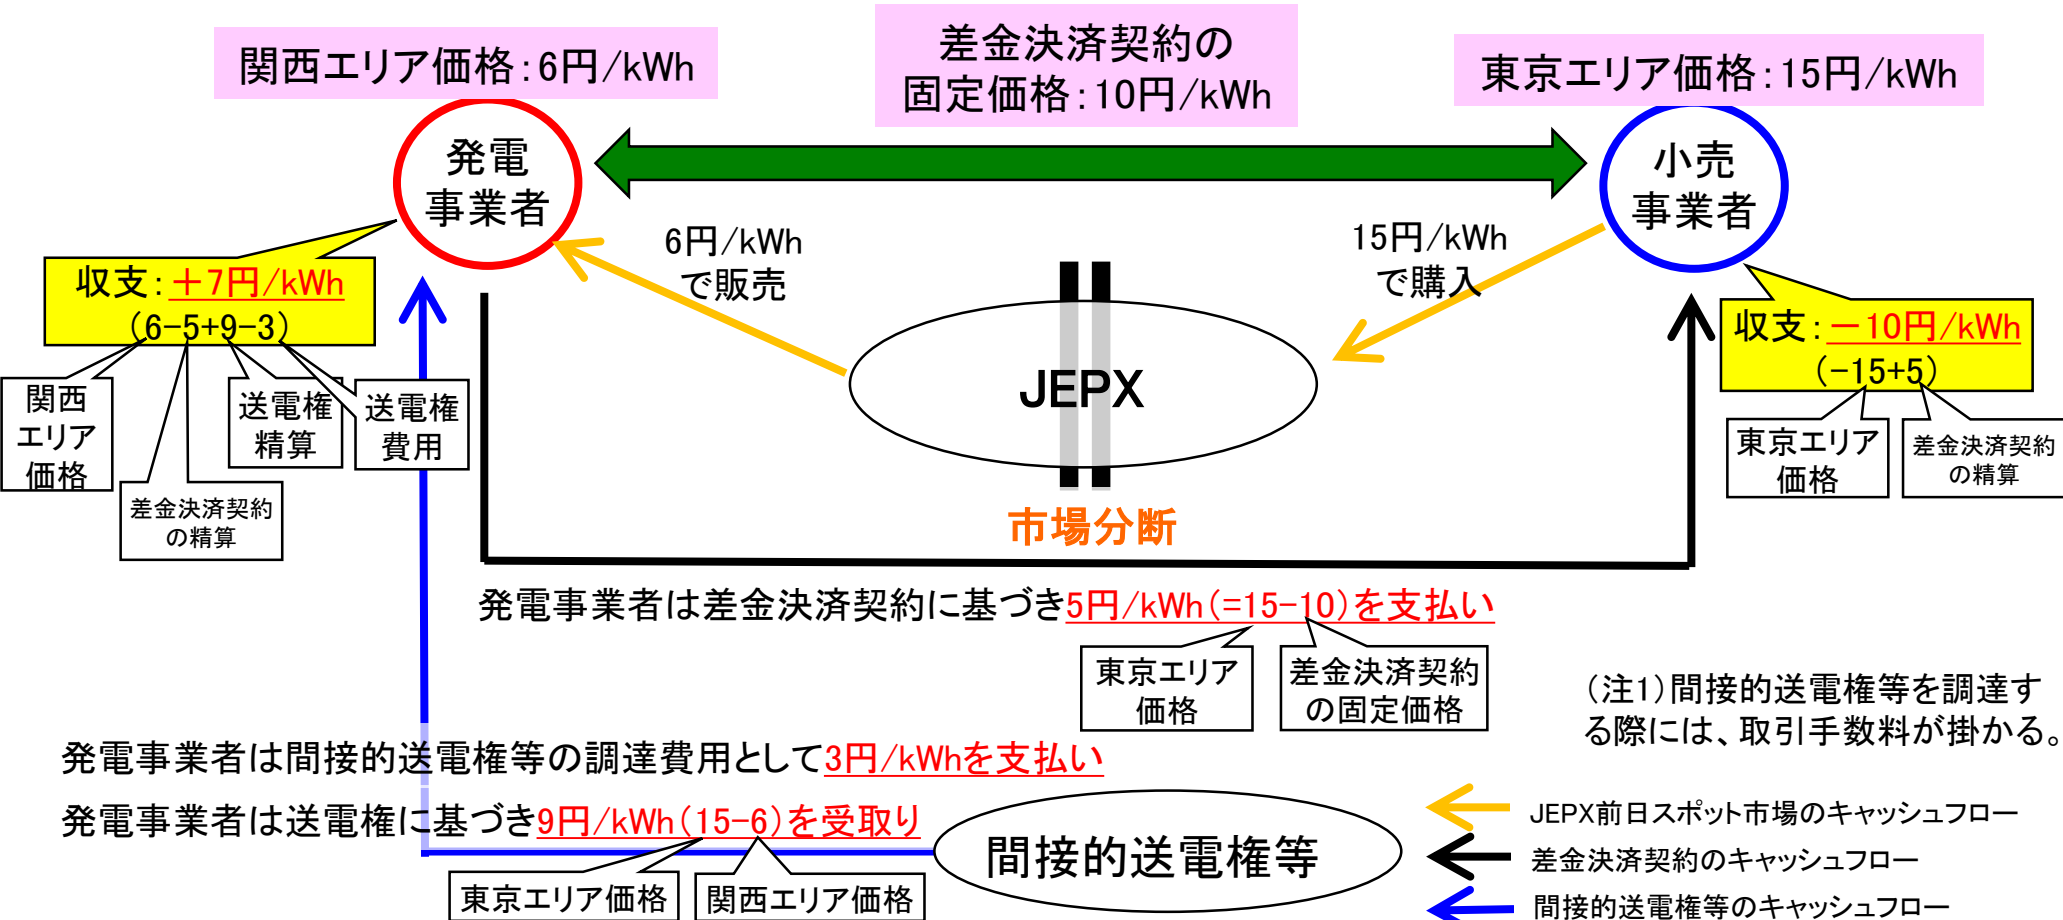 関西エリア価格：6円/kWh
差金決済契約の
固定価格：10円/kWh
東京エリア価格：15円/kWh
発電
事業者
小売
事業者
6円/kWh
で販売
15円/kWh
で購入
収支：＋7円/kWh
（6−5+9−3）
関西
エリア
価格
差金決済契約
の精算
送電権
精算
送電権
費用
JEPX
市場分断
収支：−10円/kWh
（−15+5）
東京エリア
価格
差金決済契約
の精算
発電事業者は差金決済契約に基づき5円/kWh（=15−10）を支払い
東京エリア
価格
差金決済契約
の固定価格
（注1）間接的送電権等を調達す
る際には、取引手数料が掛かる。
発電事業者は間接的送電権等の調達費用として3円/kWhを支払い
発電事業者は送電権に基づき9円/kWh（15−6）を受取り
東京エリア価格
関西エリア価格
間接的送電権等
JEPX前日スポット市場のキャッシュフロー
差金決済契約のキャッシュフロー
間接的送電権等のキャッシュフロー